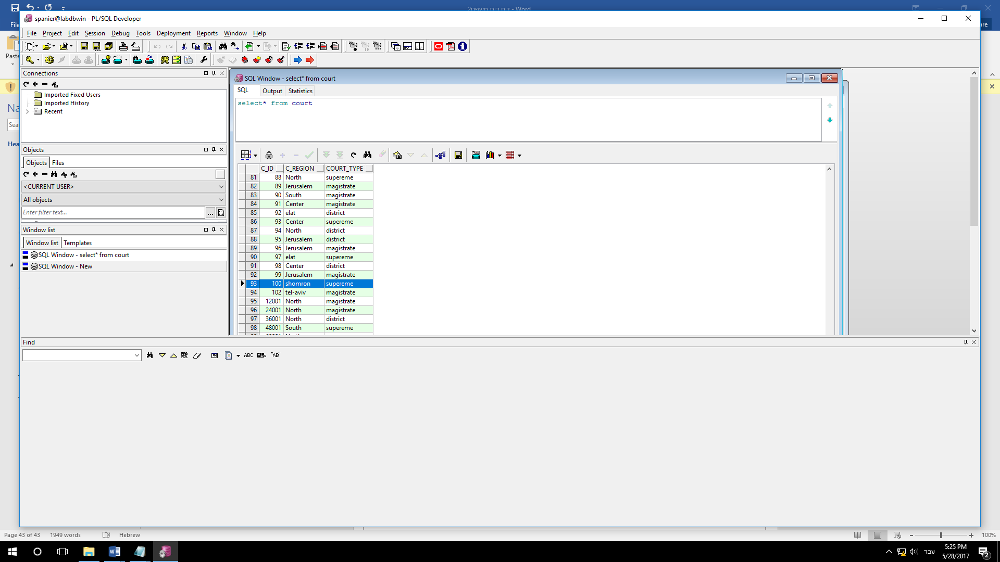 דוח בית משפט2 - Word
File
are
spanier@labdbwin - PL/SQL Developer
File Project Edit Session Debug Tools Deployment Reports Window Help
Paste
Connections
Imported Fixed Users
Imported History
Recent
Na
Sear
Hea
Objects
Objects Files
<CURRENT USER>
All objects
Enter filter text...
Window list
Window list Templates
SQL Window - select* from court
SQL Window - New
SQL Window - select* from court
SQL Output Statistics
select* from court
C_ID C_REGION COURT_TYPE
81 88 North supereme
82 89 Jerusalem magistrate
83 90 South magistrate
84 91 Center magistrate
85 92 elat district
86 93 Center supereme
87 94 North district
88 95 Jerusalem district
89 96 Jerusalem magistrate
90 97 elat supereme
91 98 Center district
92 99 Jerusalem magistrate
93 100 shomron supereme
94 102 tel-aviv magistrate
95 12001 North magistrate
96 24001 North magistrate
97 36001 North district
98 48001 South supereme
Find
ABC "AB"
Page 43 of 43 1949 words Hebrew
100%
עבר
5:25 PM
5/28/2017
2